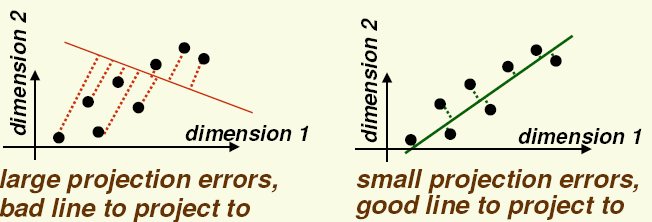 dimension 2
dimension 1
large projection errors,
bad line to project to
dimension 2
dimension 1
small projection errors,
good line to project to